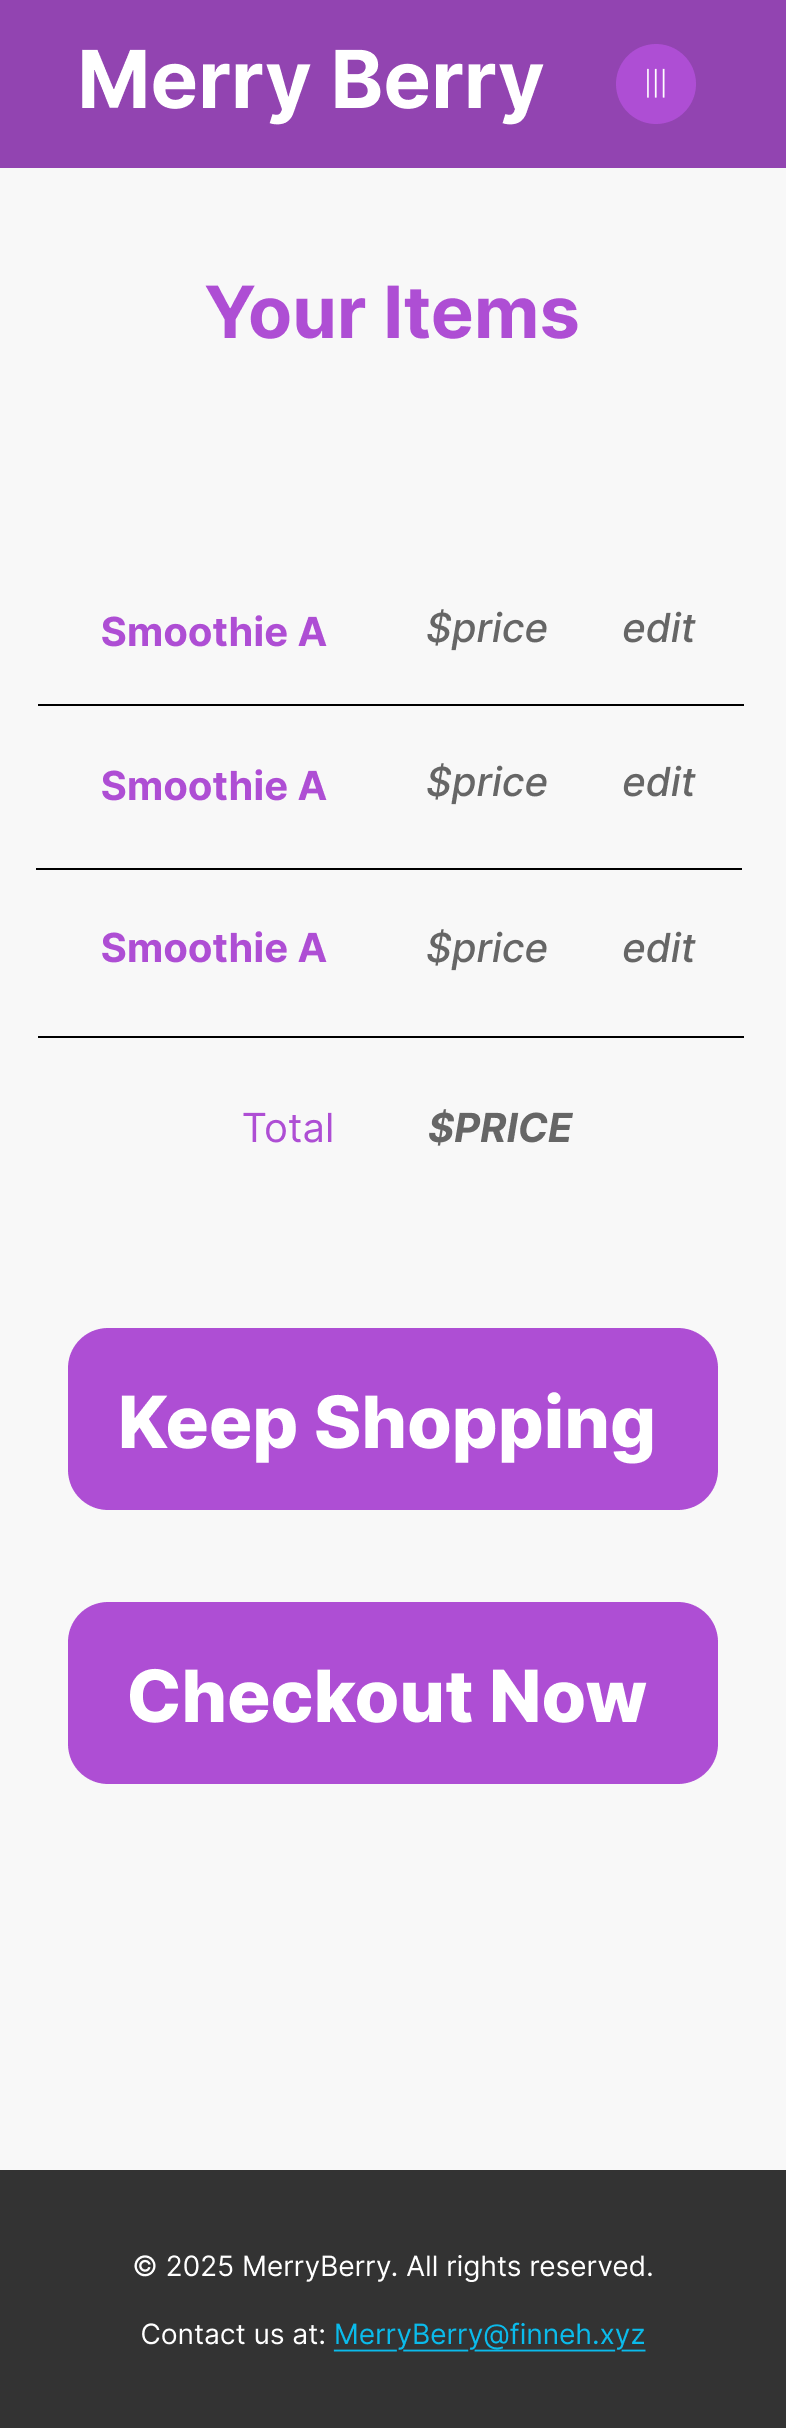 Merry Berry
Your Items
Smoothie A $price edit
Smoothie A $price edit
Smoothie A $price edit
Total $PRICE
Keep Shopping
Checkout Now
© 2025 MerryBerry. All rights reserved.
Contact us at: MerryBerry@finneh.xyz